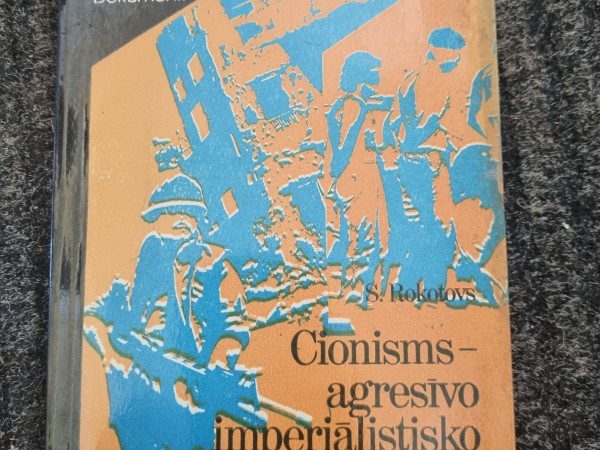 S. Rokotovs
Cionisms –
agresīvo
imperiālistisko